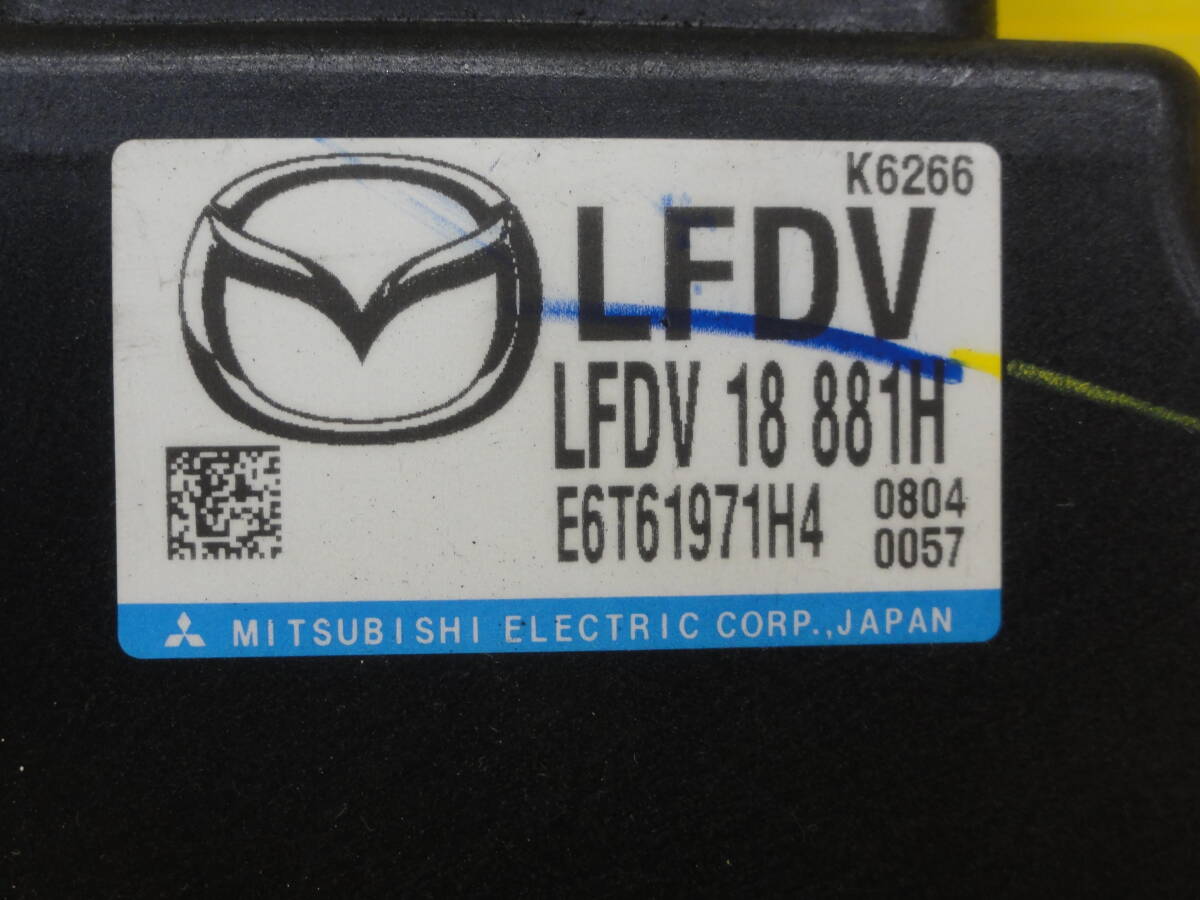 K6266
LFDV
LFDV 18 881H
E6T61971H4 0804
0057
MITSUBISHI ELECTRIC CORP.,JAPAN